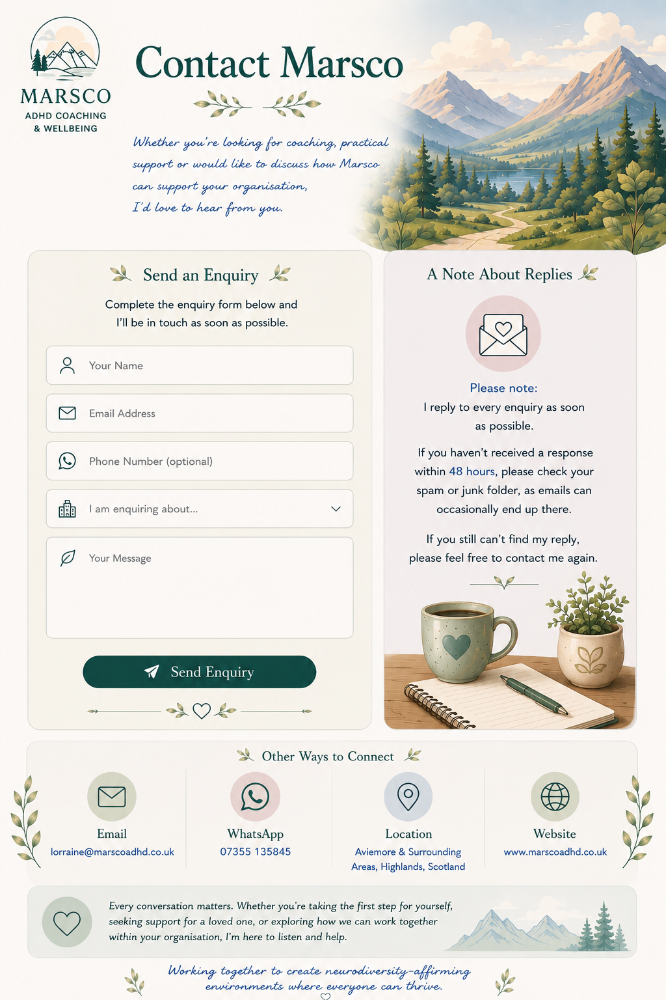 MARSCO
ADHD COACHING
& WELLBEING
Contact Marsco
Whether you're looking for coaching, practical
support or would like to discuss how Marsco
can support your organisation,
I'd love to hear from you.
Send an Enquiry
Complete the enquiry form below and
I'll be in touch as soon as possible.
Your Name
Email Address
Phone Number (optional)
I am enquiring about...
Your Message
Send Enquiry
A Note About Replies
Please note:
I reply to every enquiry as soon
as possible.
If you haven't received a response
within 48 hours, please check your
spam or junk folder, as emails can
occasionally end up there.
If you still can't find my reply,
please feel free to contact me again.
Other Ways to Connect
Email
lorraine@marscoadhd.co.uk
WhatsApp
07355 135845
Location
Aviemore & Surrounding
Areas, Highlands, Scotland
Website
www.marscoadhd.co.uk
Every conversation matters. Whether you're taking the first step for yourself,
seeking support for a loved one, or exploring how we can work together
within your organisation, I'm here to listen and help.
Working together to create neurodiversity-affirming
environments where everyone can thrive.